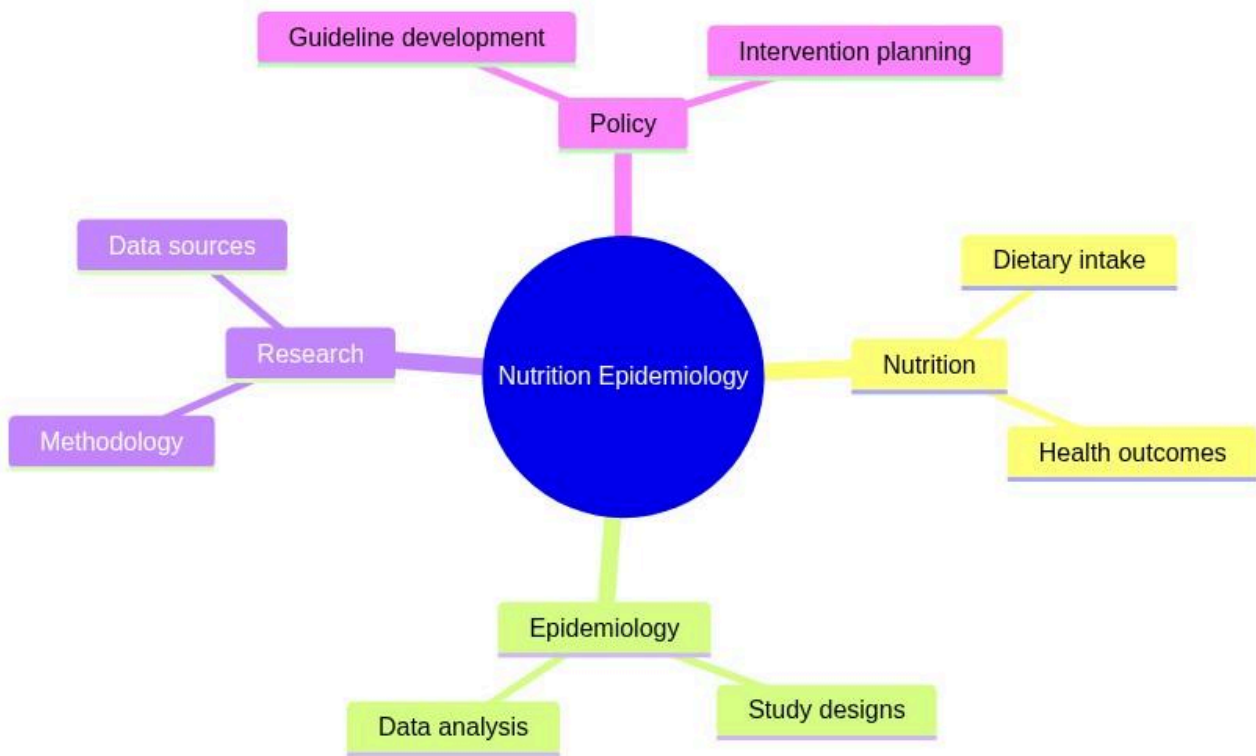 Guideline development
Intervention planning
Policy
Data sources
Dietary intake
Research
Nutrition Epidemiology
Nutrition
Methodology
Health outcomes
Epidemiology
Data analysis
Study designs